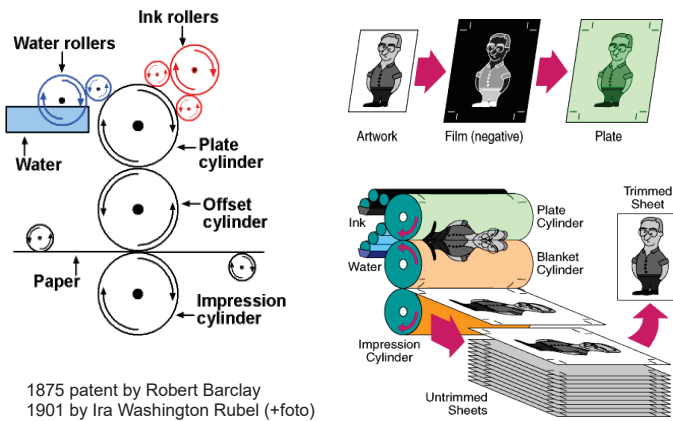 Ink rollers
Water rollers
Water
Plate
cylinder
Offset
cylinder
Paper
Impression
cylinder
1875 patent by Robert Barclay
1901 by Ira Washington Rubel (+foto)
Artwork
Film (negative)
Plate
Ink
Water
Plate
Cylinder
Blanket
Cylinder
Impression
Cylinder
Untrimmed
Sheets
Trimmed
Sheet